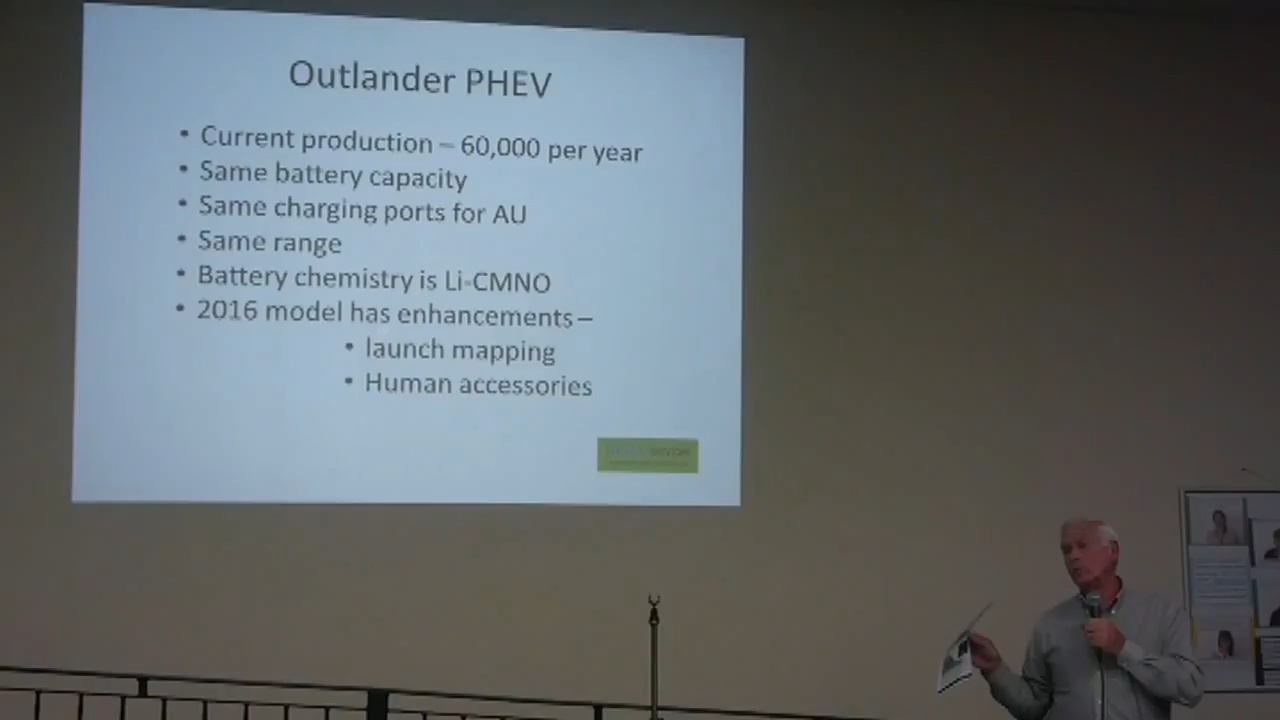 Outlander PHEV
• Current production – 60,000 per year
• Same battery capacity
• Same charging ports for AU
• Same range
• Battery chemistry is Li-CMNO
• 2016 model has enhancements –
• launch mapping
• Human accessories